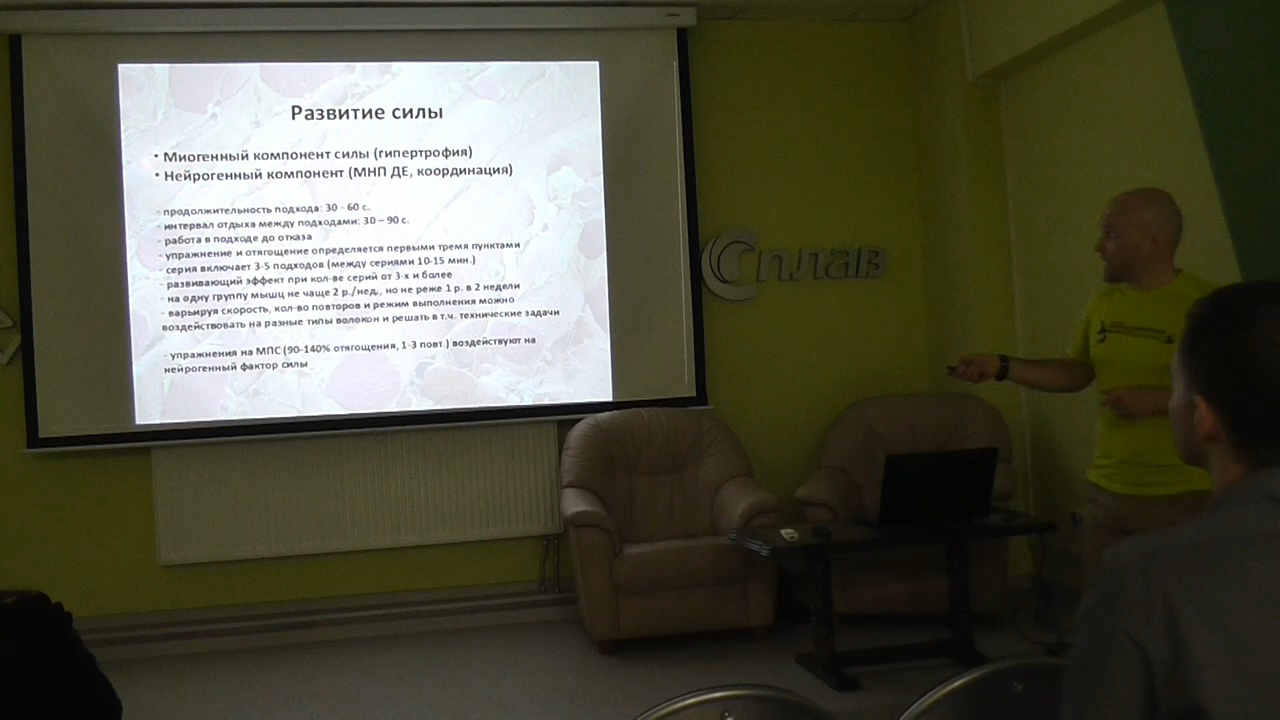 Развитие силы
• Миогенный компонент силы (гипертрофия)
• Нейрогенный компонент (МНП ДЕ, координация)
- продолжительность подхода: 30 - 60 с.
- интервал отдыха между подходами: 30 – 90 с.
- работа в подходе до отказа
- упражнение и отягощение определяется первыми тремя пунктами
- серия включает 3-5 подходов (между сериями 10-15 мин.)
- развивающий эффект при кол-ве серий от 3-х и более
- на одну группу мышц не чаще 2 р./нед., но не реже 1 р. в 2 недели
- варьируя скорость, кол-во повторов и режим выполнения можно
воздействовать на разные типы волокон и решать в т.ч. технические задачи
- упражнения на МПС (90-140% отягощения, 1-3 повт.) воздействуют на
нейрогенный фактор силы
Сплав